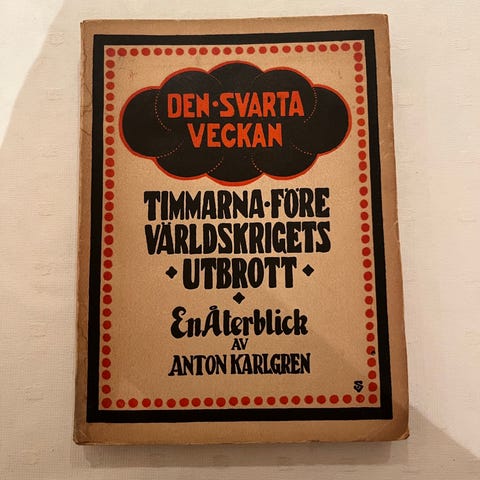 DEN·SVARTA
VECKAN
TIMMARNA·FÖRE
VÄRLDSKRIGETS
·UTBROTT·
En Återblick
AV
ANTON KARLGREN